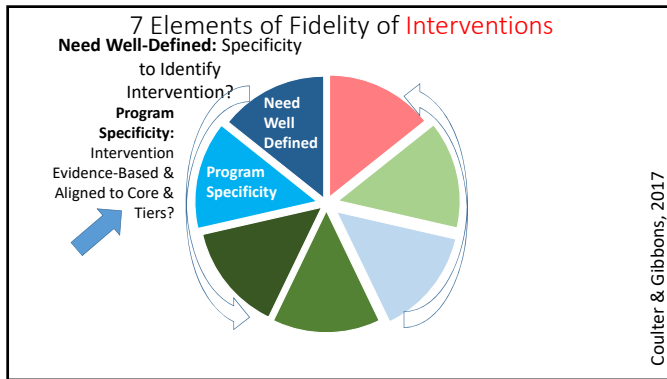 7 Elements of Fidelity of Interventions
Need Well-Defined: Specificity
to Identify
Intervention?
Program
Specificity:
Intervention
Evidence-Based &
Aligned to Core &
Tiers?
Need
Well
Defined
Program
Specificity
Coulter & Gibbons, 2017